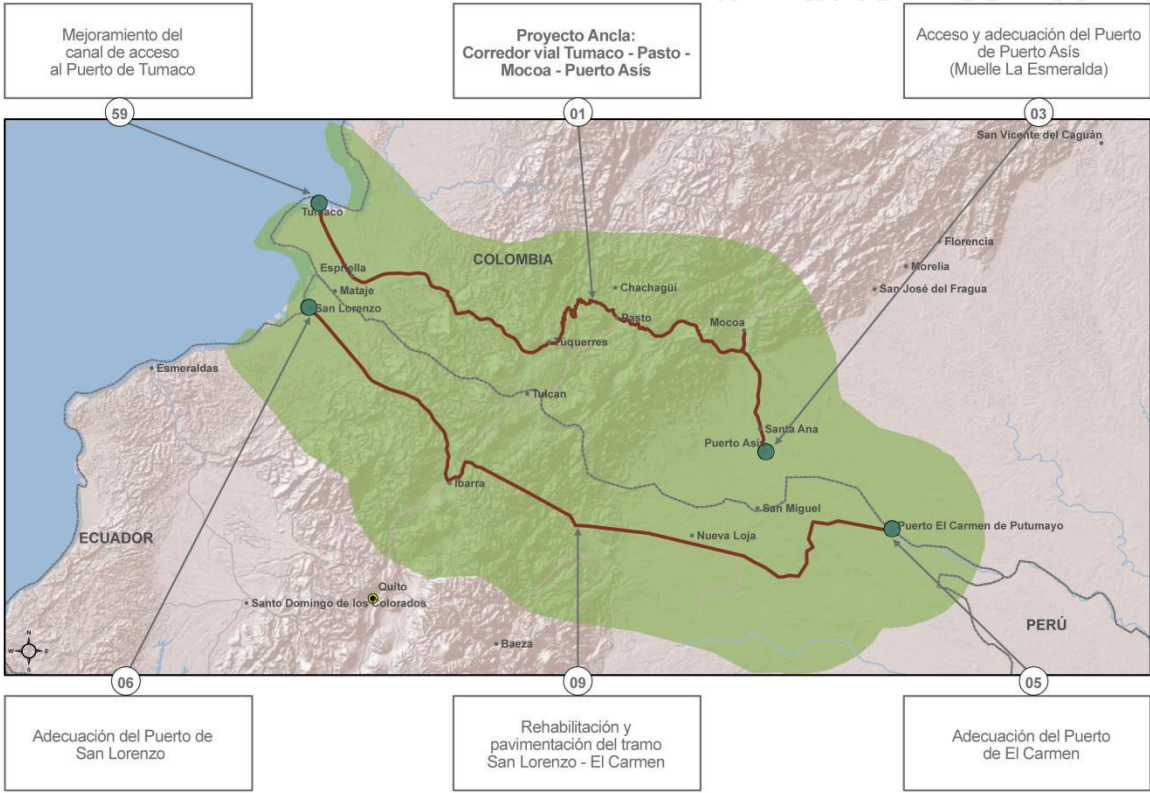 Mejoramiento del
canal de acceso
al Puerto de Tumaco
Proyecto Ancla:
Corredor vial Tumaco - Pasto -
Mocoa - Puerto Asís
Acceso y adecuación del Puerto
de Puerto Asís
(Muelle La Esmeralda)
59
01
03
San Vicente del Caguán
Tumaco
Florencia
COLOMBIA
Morelia
Espriella
Chachagüi
San José del Fragua
Mataje
San Lorenzo
Pasto
Mocoa
Tuquerres
Esmeraldas
Tulcan
Santa Ana
Puerto Asis
Ibarra
San Miguel
Puerto El Carmen de Putumayo
Nueva Loja
ECUADOR
Quito
Santo Domingo de los Colorados
PERÚ
Baeza
N
W
E
S
06
09
05
Adecuación del Puerto de
San Lorenzo
Rehabilitación y
pavimentación del tramo
San Lorenzo - El Carmen
Adecuación del Puerto
de El Carmen